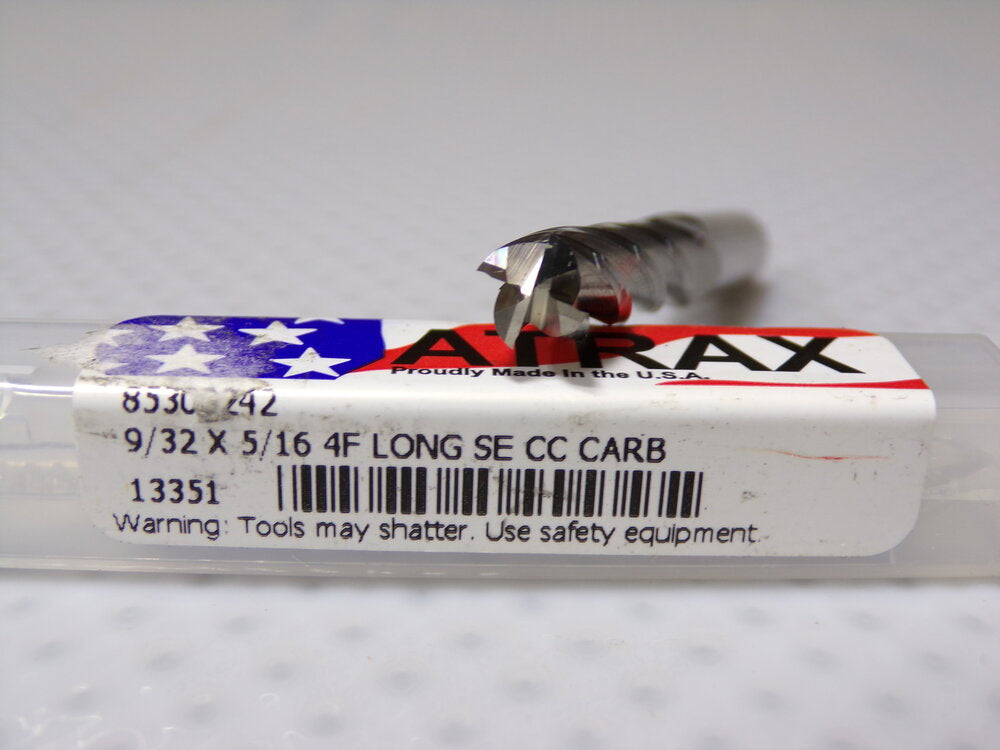 ATRAX
Proudly Made In the U.S.A.
9/32 X 5/16 4F LONG SE CC CARB
13351
Warning: Tools may shatter. Use safety equipment.